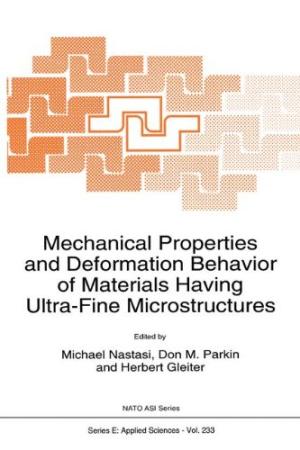 Mechanical Properties
and Deformation Behavior
of Materials Having
Ultra-Fine Microstructures
Edited by
Michael Nastasi, Don M. Parkin
and Herbert Gleiter
NATO ASI Series
Series E: Applied Sciences - Vol. 233